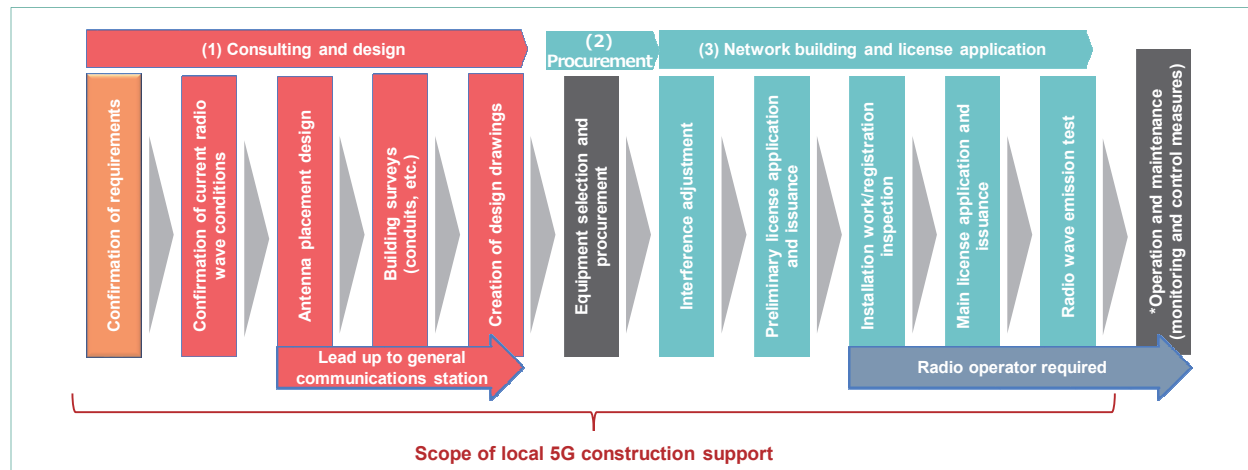 (1) Consulting and design
(2)
Procurement
(3) Network building and license application
Confirmation of requirements
Confirmation of current radio
wave conditions
Antenna placement design
Building surveys
(conduits, etc.)
Creation of design drawings
Equipment selection and
procurement
Interference adjustment
Preliminary license application
and issuance
Installation work/registration
inspection
Main license application and
issuance
Radio wave emission test
*Operation and maintenance
(monitoring and control measures)
Lead up to general
communications station
Radio operator required
Scope of local 5G construction support